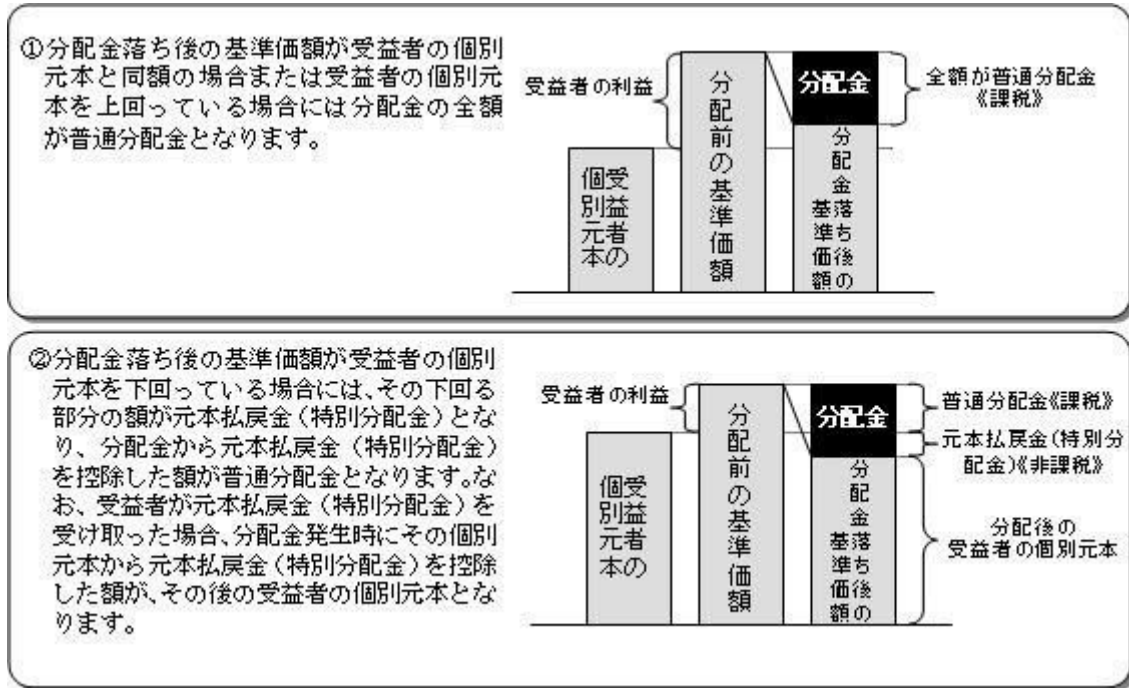 ①分配金落ち後の基準価額が受益者の個別
元本と同額の場合または受益者の個別元
本を上回っている場合には分配金の全額
が普通分配金となります。
受益者の利益
分配前の基準価額
分配金
全額が普通分配金
《課税》
受益者の
個別元本
分配金落ち後の
基準価額
②分配金落ち後の基準価額が受益者の個別
元本を下回っている場合には、その下回る
部分の額が元本払戻金(特別分配金)とな
り、分配金から元本払戻金(特別分配金)
を控除した額が普通分配金となります。な
お、受益者が元本払戻金(特別分配金)を
受け取った場合、分配金発生時にその個別
元本から元本払戻金(特別分配金)を控除
した額が、その後の受益者の個別元本とな
ります。
受益者の利益
分配前の基準価額
分配金
普通分配金《課税》
元本払戻金(特別分
配金)《非課税》
受益者の
個別元本
分配金落ち後の
基準価額
分配後の
受益者の個別元本